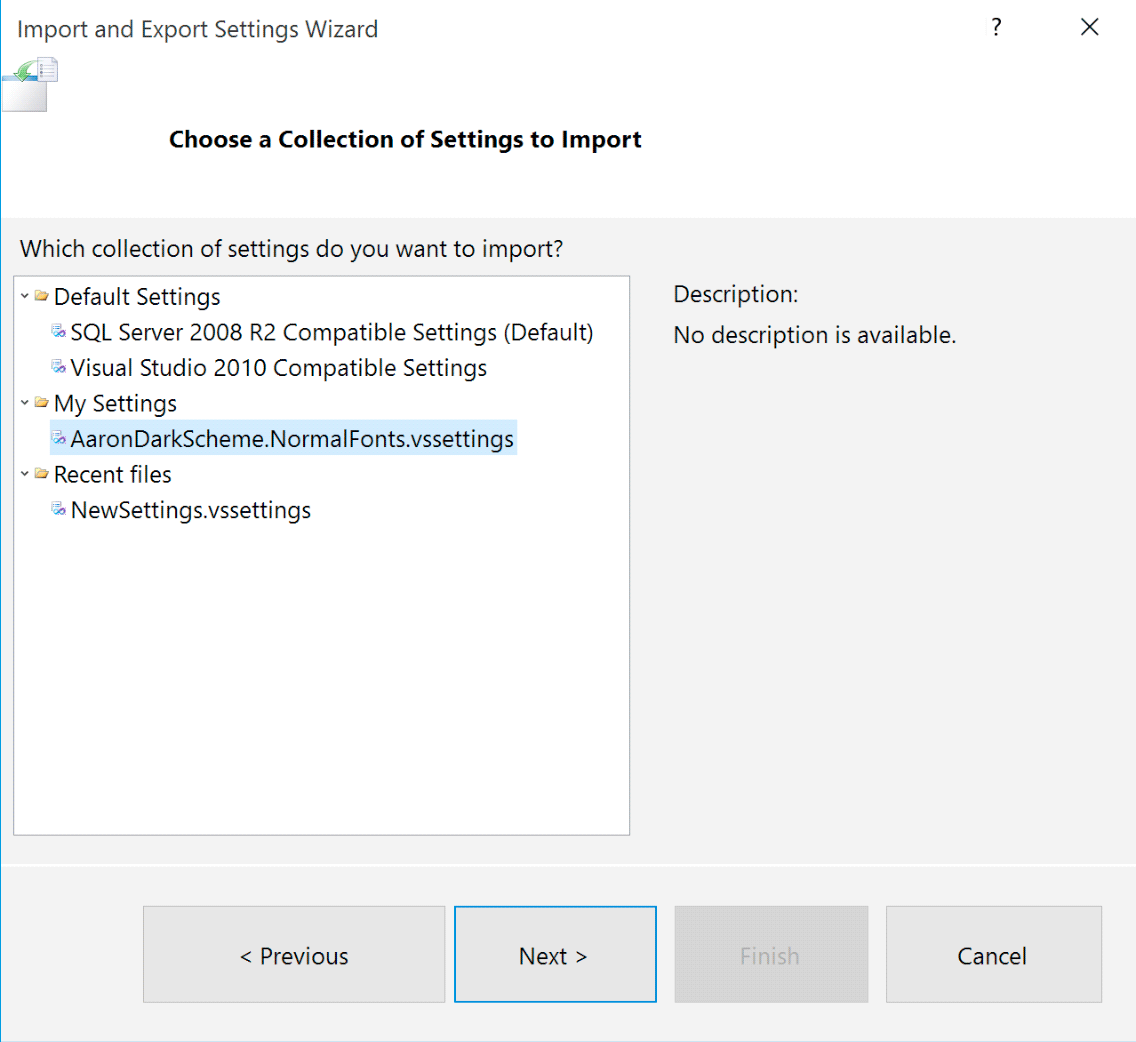 Import and Export Settings Wizard
?
Choose a Collection of Settings to Import
Which collection of settings do you want to import?
Default Settings
SQL Server 2008 R2 Compatible Settings (Default)
Visual Studio 2010 Compatible Settings
My Settings
AaronDarkScheme.NormalFonts.vssettings
Recent files
NewSettings.vssettings
Description:
No description is available.
< Previous
Next >
Finish
Cancel